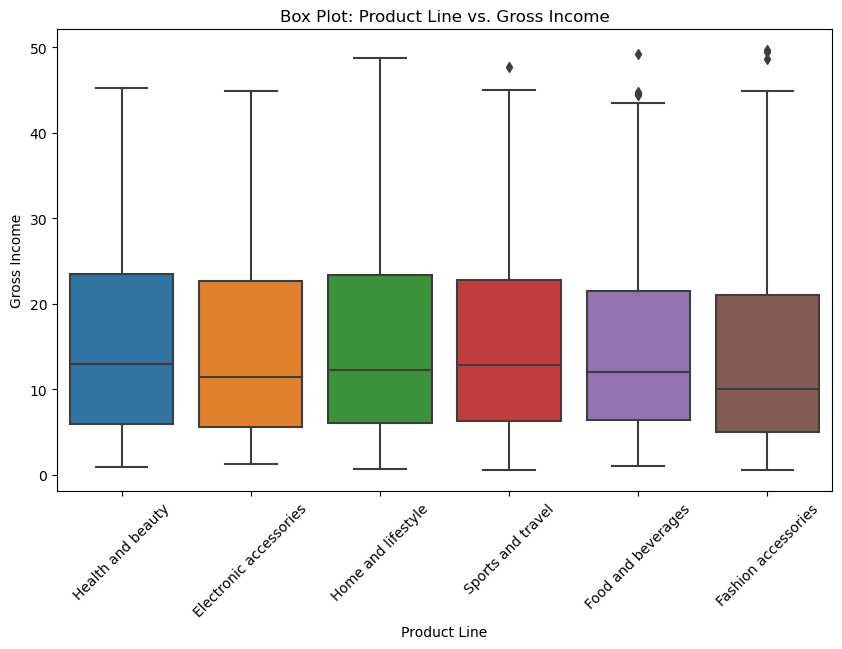 Box Plot: Product Line vs. Gross Income
Gross Income
50
40
30
20
10
0
Health and beauty
Electronic accessories
Home and lifestyle
Sports and travel
Food and beverages
Fashion accessories
Product Line